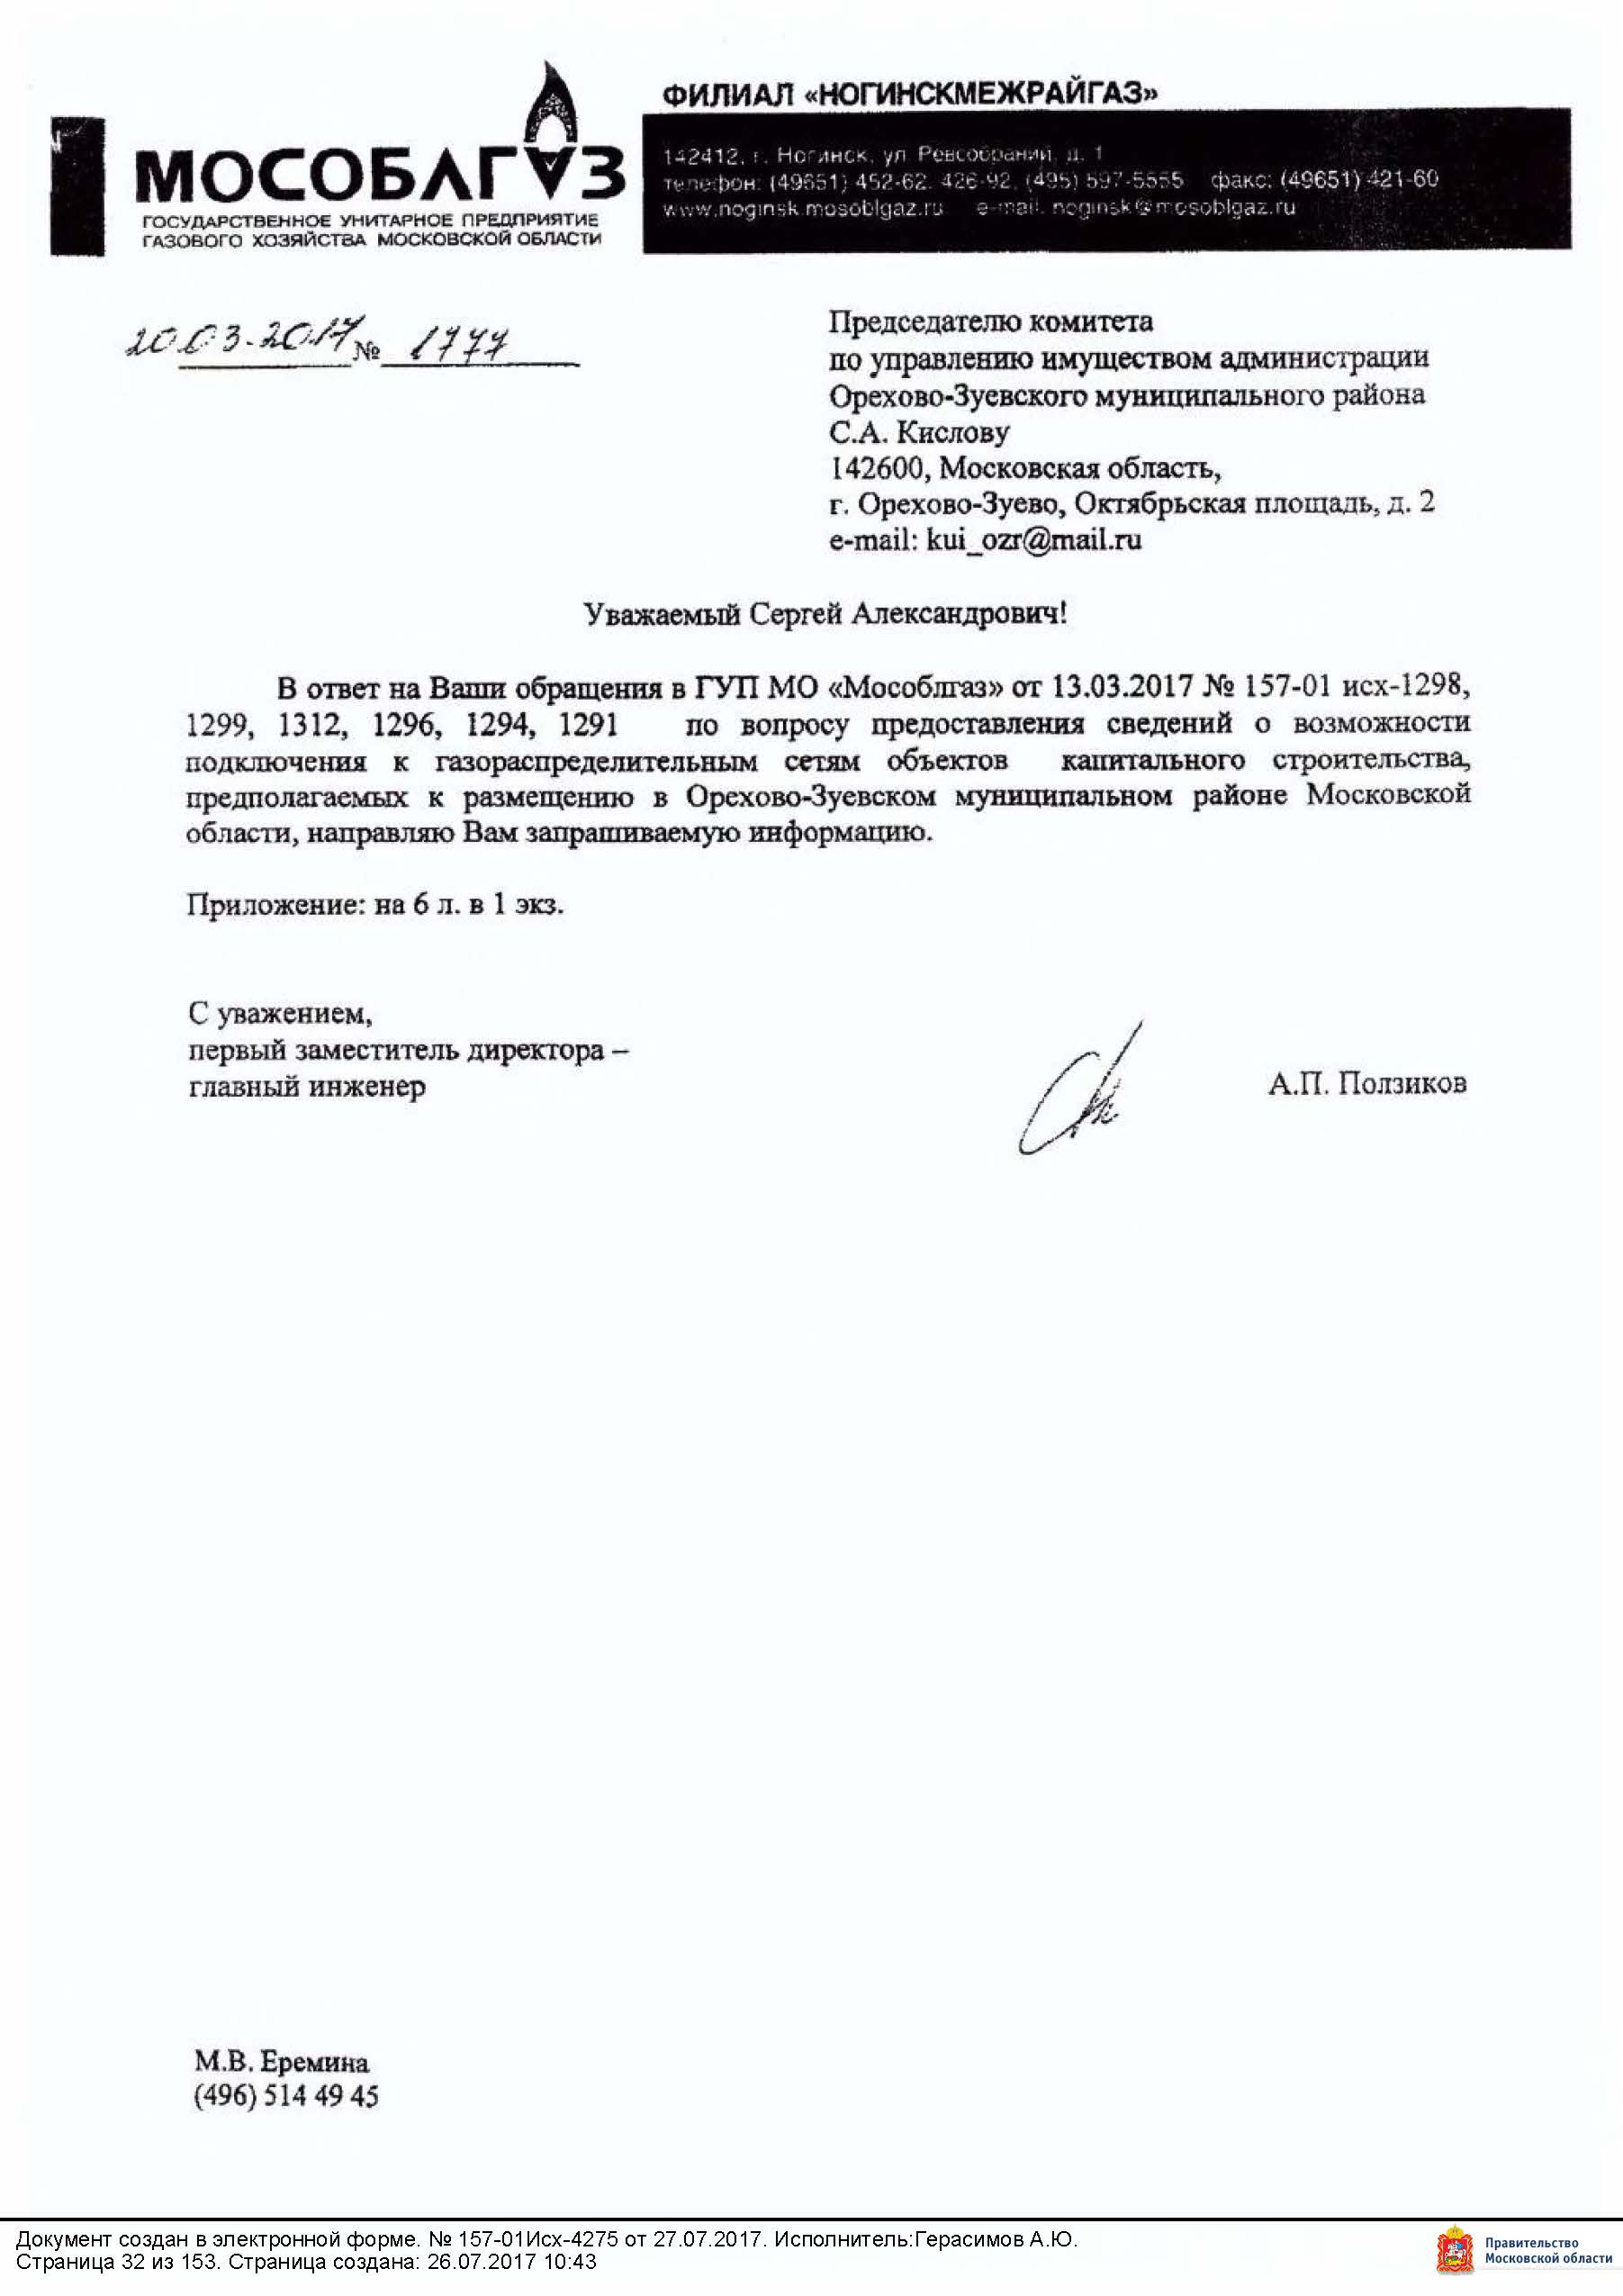 МОСОБЛГАЗ
ГОСУДАРСТВЕННОЕ УНИТАРНОЕ ПРЕДПРИЯТИЕ
ГАЗОВОГО ХОЗЯЙСТВА МОСКОВСКОЙ ОБЛАСТИ
ФИЛИАЛ «НОГИНСКМЕЖРАЙГАЗ»
142412, г. Ногинск, ул. Ревсобраний, д. 1
телефон: (49651) 452-62, 426-92, (495) 597-5555 факс: (49651) 421-60
www.noginsk.mosoblgaz.ru e-mail: noginsk@mosoblgaz.ru
20.03.2017 № 1777
Председателю комитета
по управлению имуществом администрации
Орехово-Зуевского муниципального района
С.А. Кислову
142600, Московская область,
г. Орехово-Зуево, Октябрьская площадь, д. 2
e-mail: kui_ozr@mail.ru
Уважаемый Сергей Александрович!
В ответ на Ваши обращения в ГУП МО «Мособлгаз» от 13.03.2017 № 157-01 исх-1298,
1299, 1312, 1296, 1294, 1291 по вопросу предоставления сведений о возможности
подключения к газораспределительным сетям объектов капитального строительства,
предполагаемых к размещению в Орехово-Зуевском муниципальном районе Московской
области, направляю Вам запрашиваемую информацию.
Приложение: на 6 л. в 1 экз.
С уважением,
первый заместитель директора –
главный инженер
А.П. Ползиков
М.В. Еремина
(496) 514 49 45
Документ создан в электронной форме. № 157-01Исх-4275 от 27.07.2017. Исполнитель:Герасимов А.Ю.
Страница 32 из 153. Страница создана: 26.07.2017 10:43
Правительство
Московской области